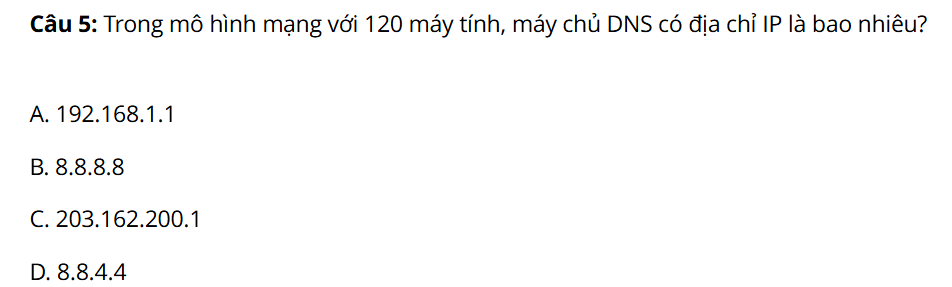 Câu 5: Trong mô hình mạng với 120 máy tính, máy chủ DNS có địa chỉ IP là bao nhiêu?
A. 192.168.1.1
B. 8.8.8.8
C. 203.162.200.1
D. 8.8.4.4